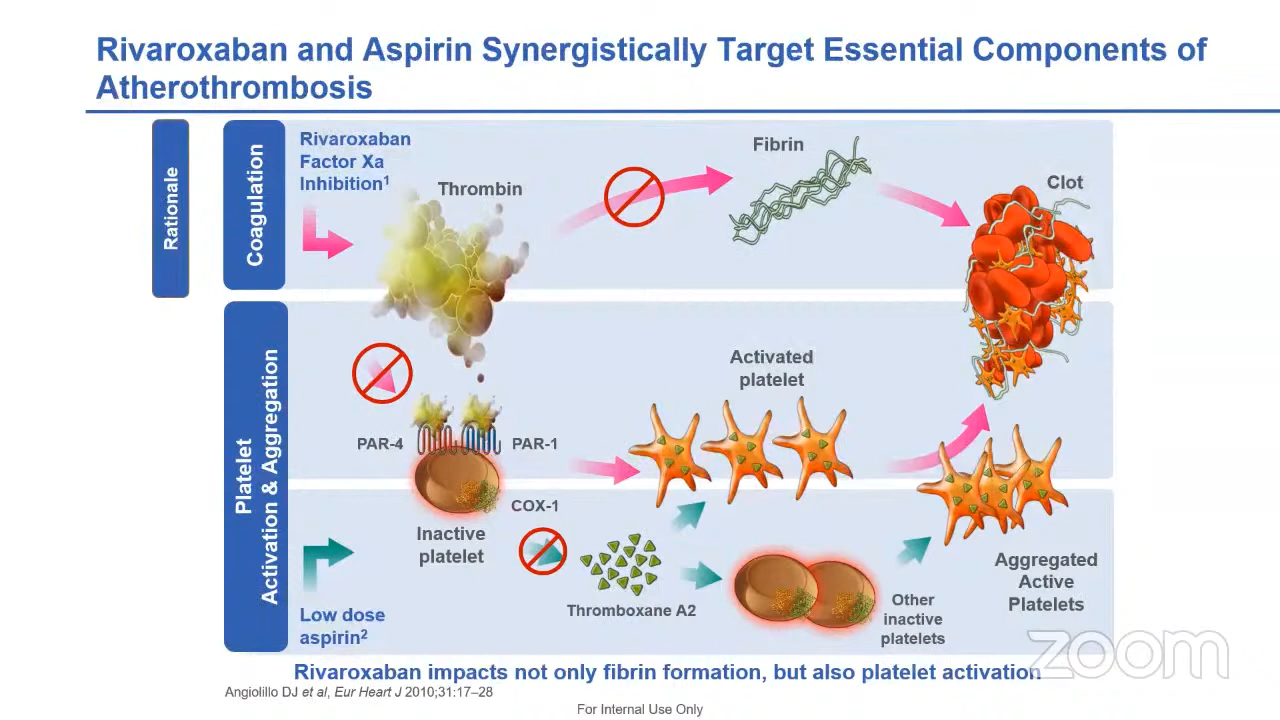 Rivaroxaban and Aspirin Synergistically Target Essential Components of
Atherothrombosis
Rationale
Coagulation
Rivaroxaban
Factor Xa
Inhibition¹
Thrombin
Fibrin
Clot
Platelet
Activation & Aggregation
PAR-4
PAR-1
Activated
platelet
COX-1
Inactive
platelet
Low dose
aspirin²
Thromboxane A2
Other
inactive
platelets
Aggregated
Active
Platelets
zoom
Rivaroxaban impacts not only fibrin formation, but also platelet activation.
Angiolillo DJ et al, Eur Heart J 2010;31:17–28
For Internal Use Only